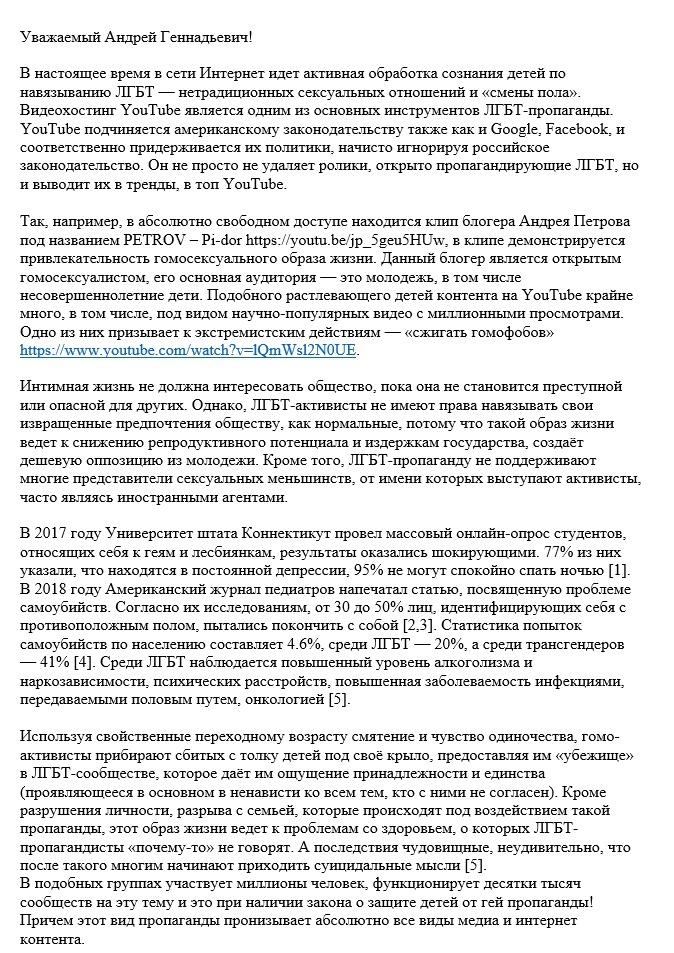 Уважаемый Андрей Геннадьевич!
В настоящее время в сети Интернет идет активная обработка сознания детей по
навязыванию ЛГБТ — нетрадиционных сексуальных отношений и «смены пола».
Видеохостинг YouTube является одним из основных инструментов ЛГБТ-пропаганды.
YouTube подчиняется американскому законодательству также как и Google, Facebook, и
соответственно придерживается их политики, начисто игнорируя российское
законодательство. Он не просто не удаляет ролики, открыто пропагандирующие ЛГБТ, но
и выводит их в тренды, в топ YouTube.
Так, например, в абсолютно свободном доступе находится клип блогера Андрея Петрова
под названием PETROV – Pi-dor https://youtu.be/jp_5geu5HUw, в клипе демонстрируется
привлекательность гомосексуального образа жизни. Данный блогер является открытым
гомосексуалистом, его основная аудитория — это молодежь, в том числе
несовершеннолетние дети. Подобного растлевающего детей контента на YouTube крайне
много, в том числе, под видом научно-популярных видео с миллионными просмотрами.
Одно из них призывает к экстремистским действиям — «сжигать гомофобов»
https://www.youtube.com/watch?v=lQmWsl2N0UE.
Интимная жизнь не должна интересовать общество, пока она не становится преступной
или опасной для других. Однако, ЛГБТ-активисты не имеют права навязывать свои
извращенные предпочтения обществу, как нормальные, потому что такой образ жизни
ведет к снижению репродуктивного потенциала и издержкам государства, создаёт
дешевую оппозицию из молодежи. Кроме того, ЛГБТ-пропаганду не поддерживают
многие представители сексуальных меньшинств, от имени которых выступают активисты,
часто являясь иностранными агентами.
В 2017 году Университет штата Коннектикут провел массовый онлайн-опрос студентов,
относящих себя к геям и лесбиянкам, результаты оказались шокирующими. 77% из них
указали, что находятся в постоянной депрессии, 95% не могут спокойно спать ночью [1].
В 2018 году Американский журнал педиатров напечатал статью, посвященную проблеме
самоубийств. Согласно их исследованиям, от 30 до 50% лиц, идентифицирующих себя с
противоположным полом, пытались покончить с собой [2,3]. Статистика попыток
самоубийств по населению составляет 4.6%, среди ЛГБТ — 20%, а среди трансгендеров
— 41% [4]. Среди ЛГБТ наблюдается повышенный уровень алкоголизма и
наркозависимости, психических расстройств, повышенная заболеваемость инфекциями,
передаваемыми половым путем, онкологией [5].
Используя свойственные переходному возрасту смятение и чувство одиночества, гомо-
активисты прибирают сбитых с толку детей под своё крыло, предоставляя им «убежище»
в ЛГБТ-сообществе, которое даёт им ощущение принадлежности и единства
(проявляющееся в основном в ненависти ко всем тем, кто с ними не согласен). Кроме
разрушения личности, разрыва с семьей, которые происходят под воздействием такой
пропаганды, этот образ жизни ведет к проблемам со здоровьем, о которых ЛГБТ-
пропагандисты «почему-то» не говорят. А последствия чудовищные, неудивительно, что
после такого многим начинают приходить суицидальные мысли [5].
В подобных группах участвует миллионы человек, функционирует десятки тысяч
сообществ на эту тему и это при наличии закона о защите детей от гей пропаганды!
Причем этот вид пропаганды пронизывает абсолютно все виды медиа и интернет
контента.